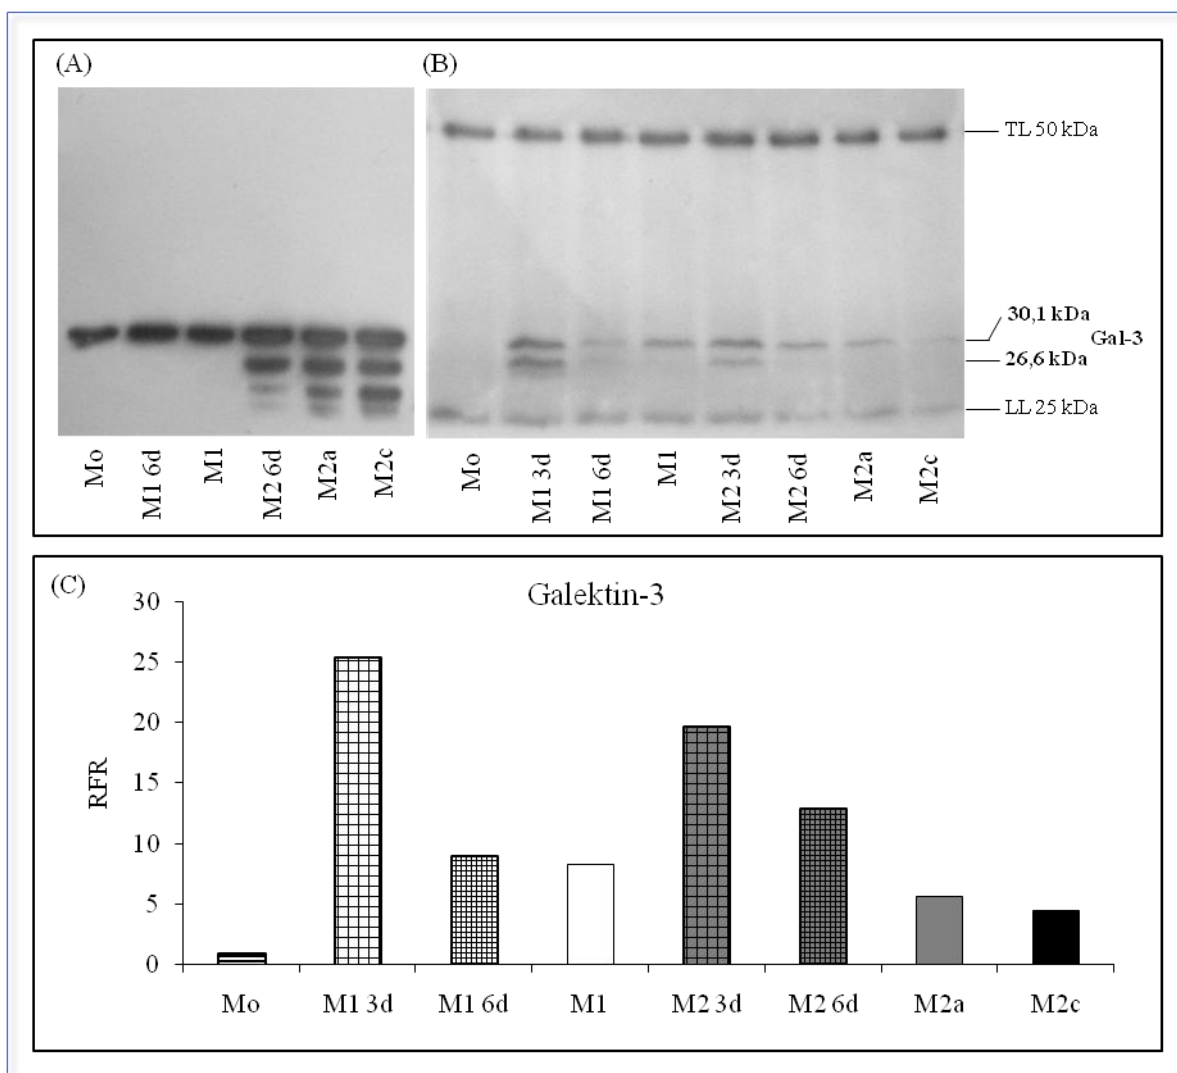 (A)
(B)
TL 50 kDa
30,1 kDa
Gal-3
26,6 kDa
LL 25 kDa
Mo
M1 6d
M1
M2 6d
M2a
M2c
Mo
M1 3d
M1 6d
M1
M2 3d
M2 6d
M2a
M2c
(C)
Galektin-3
RFR
30
25
20
15
10
5
0
Mo M1 3d M1 6d M1 M2 3d M2 6d M2a M2c